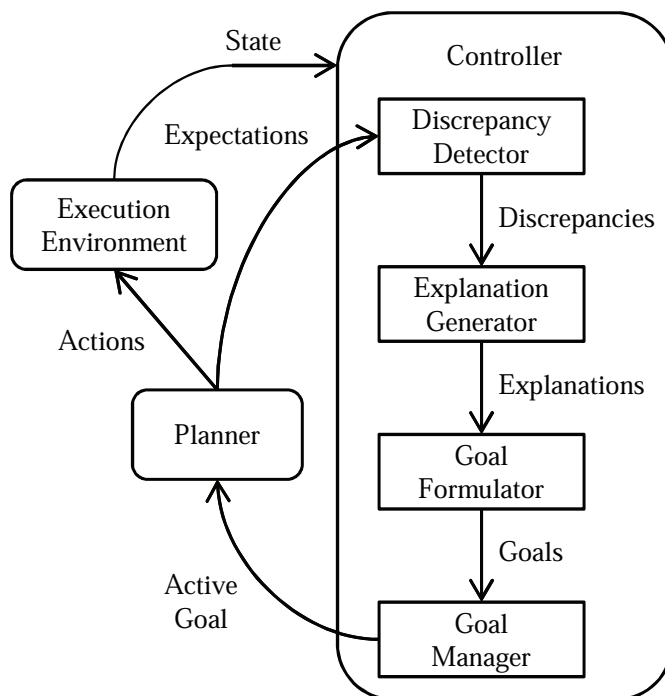 State
Controller
Expectations
Discrepancy
Detector
Execution
Environment
Discrepancies
Explanation
Generator
Actions
Explanations
Planner
Goal
Formulator
Goals
Active
Goal
Goal
Manager